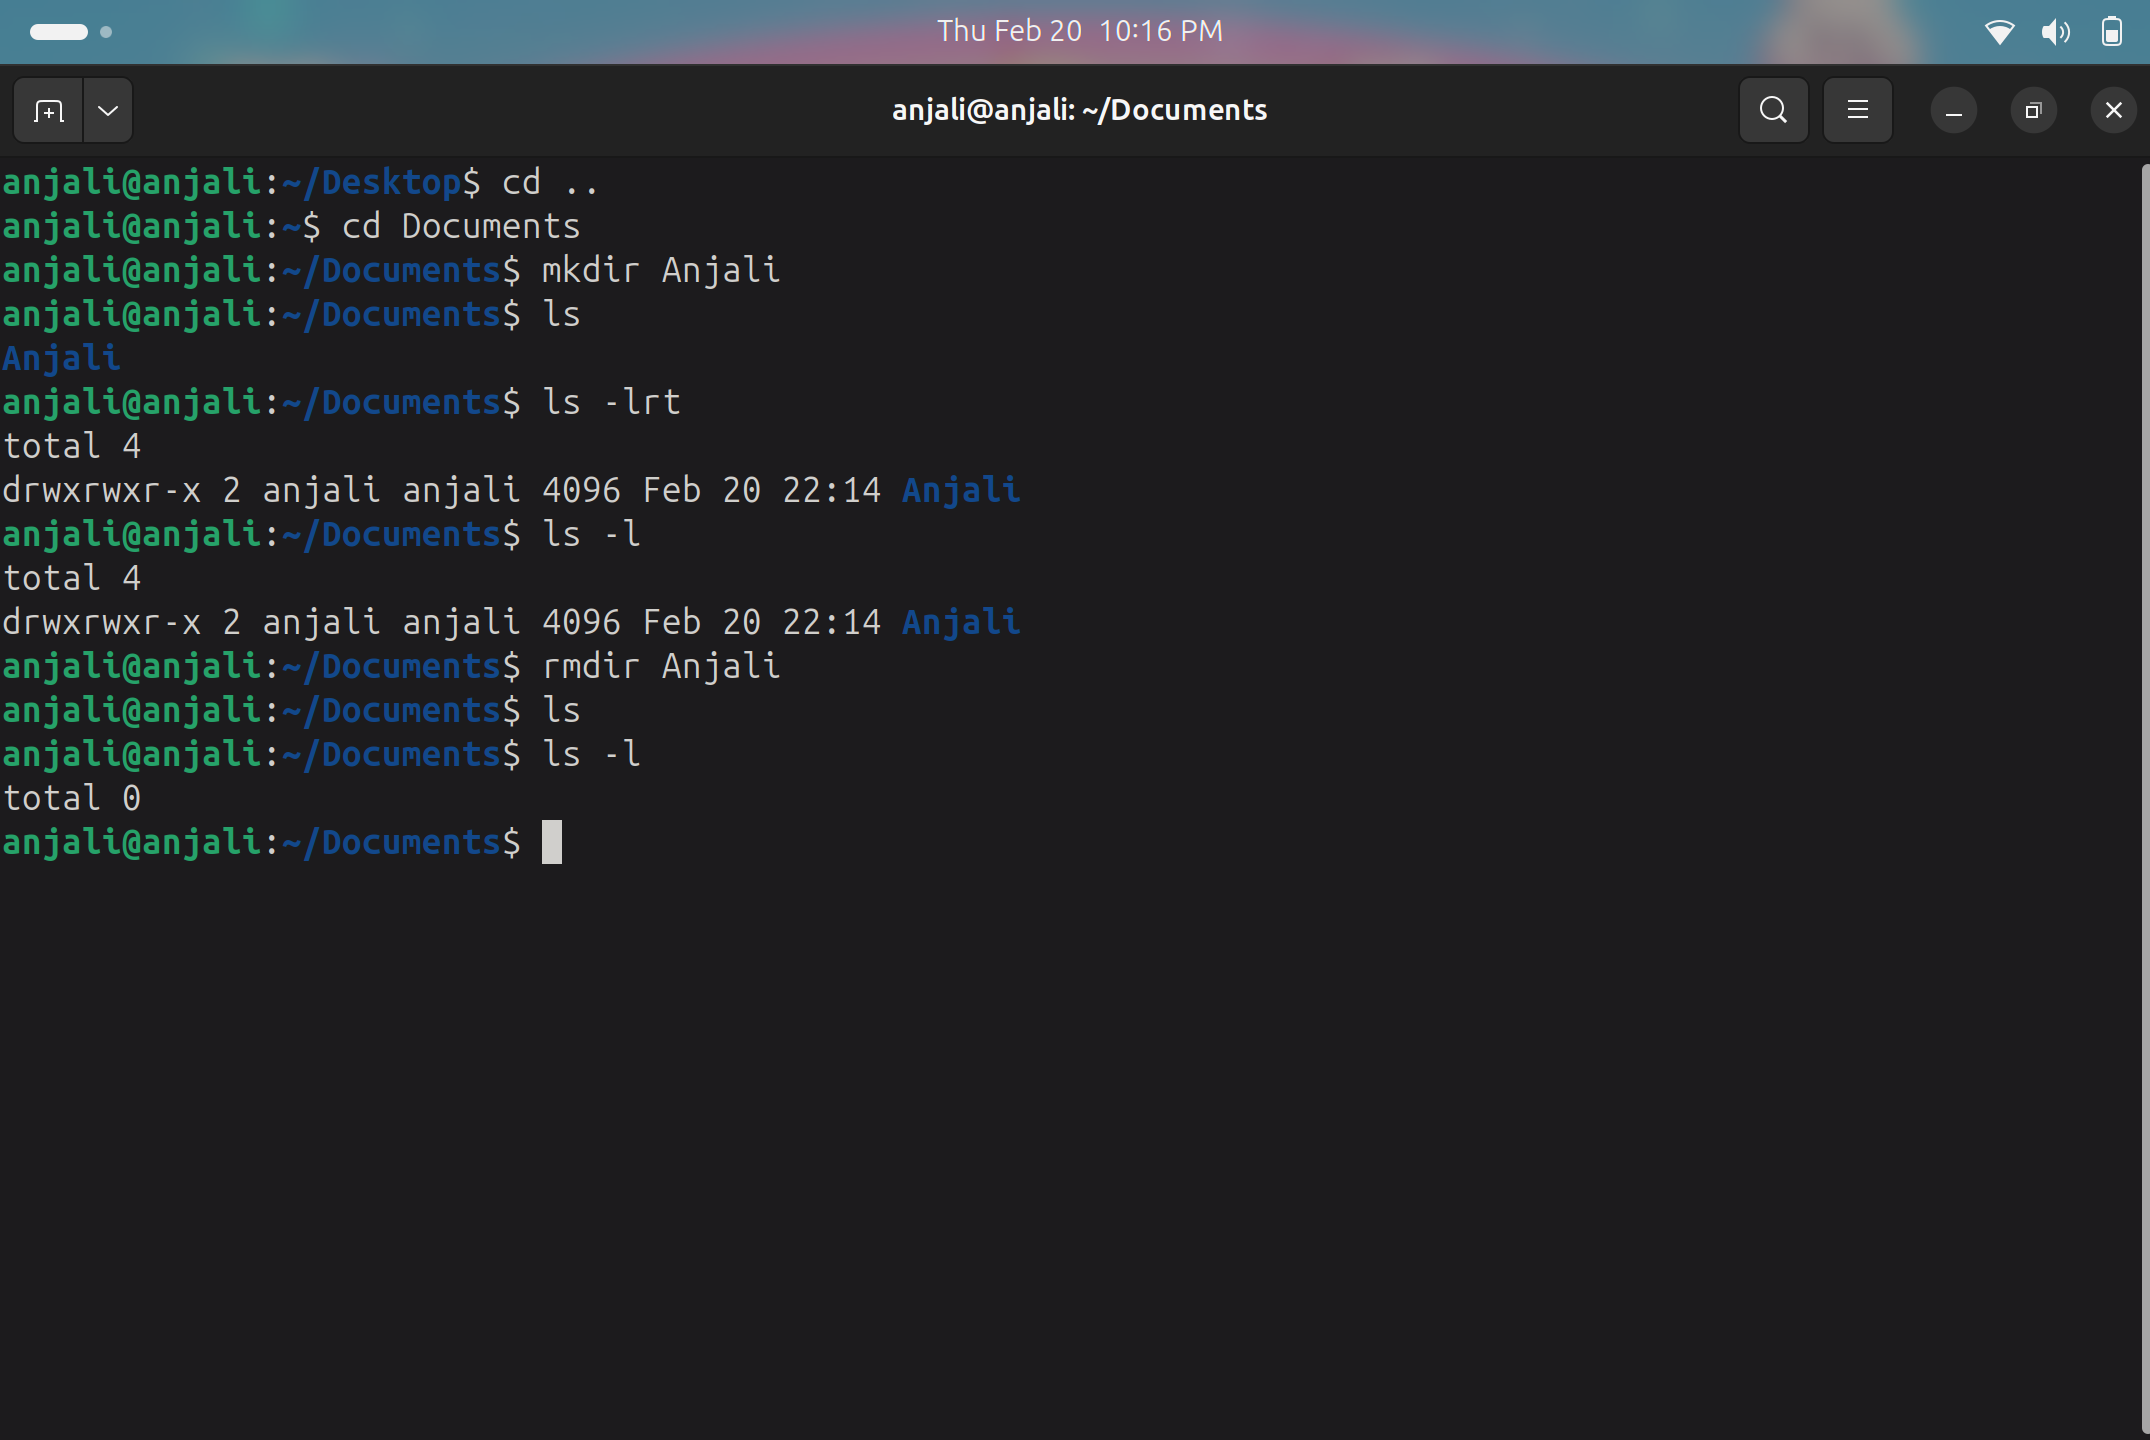 Thu Feb 20 10:16 PM
anjali@anjali: ~/Documents
anjali@anjali:~/Desktop$ cd ..
anjali@anjali:~$ cd Documents
anjali@anjali:~/Documents$ mkdir Anjali
anjali@anjali:~/Documents$ ls
Anjali
anjali@anjali:~/Documents$ ls -lrt
total 4
drwxrwxr-x 2 anjali anjali 4096 Feb 20 22:14 Anjali
anjali@anjali:~/Documents$ ls -l
total 4
drwxrwxr-x 2 anjali anjali 4096 Feb 20 22:14 Anjali
anjali@anjali:~/Documents$ rmdir Anjali
anjali@anjali:~/Documents$ ls
anjali@anjali:~/Documents$ ls -l
total 0
anjali@anjali:~/Documents$